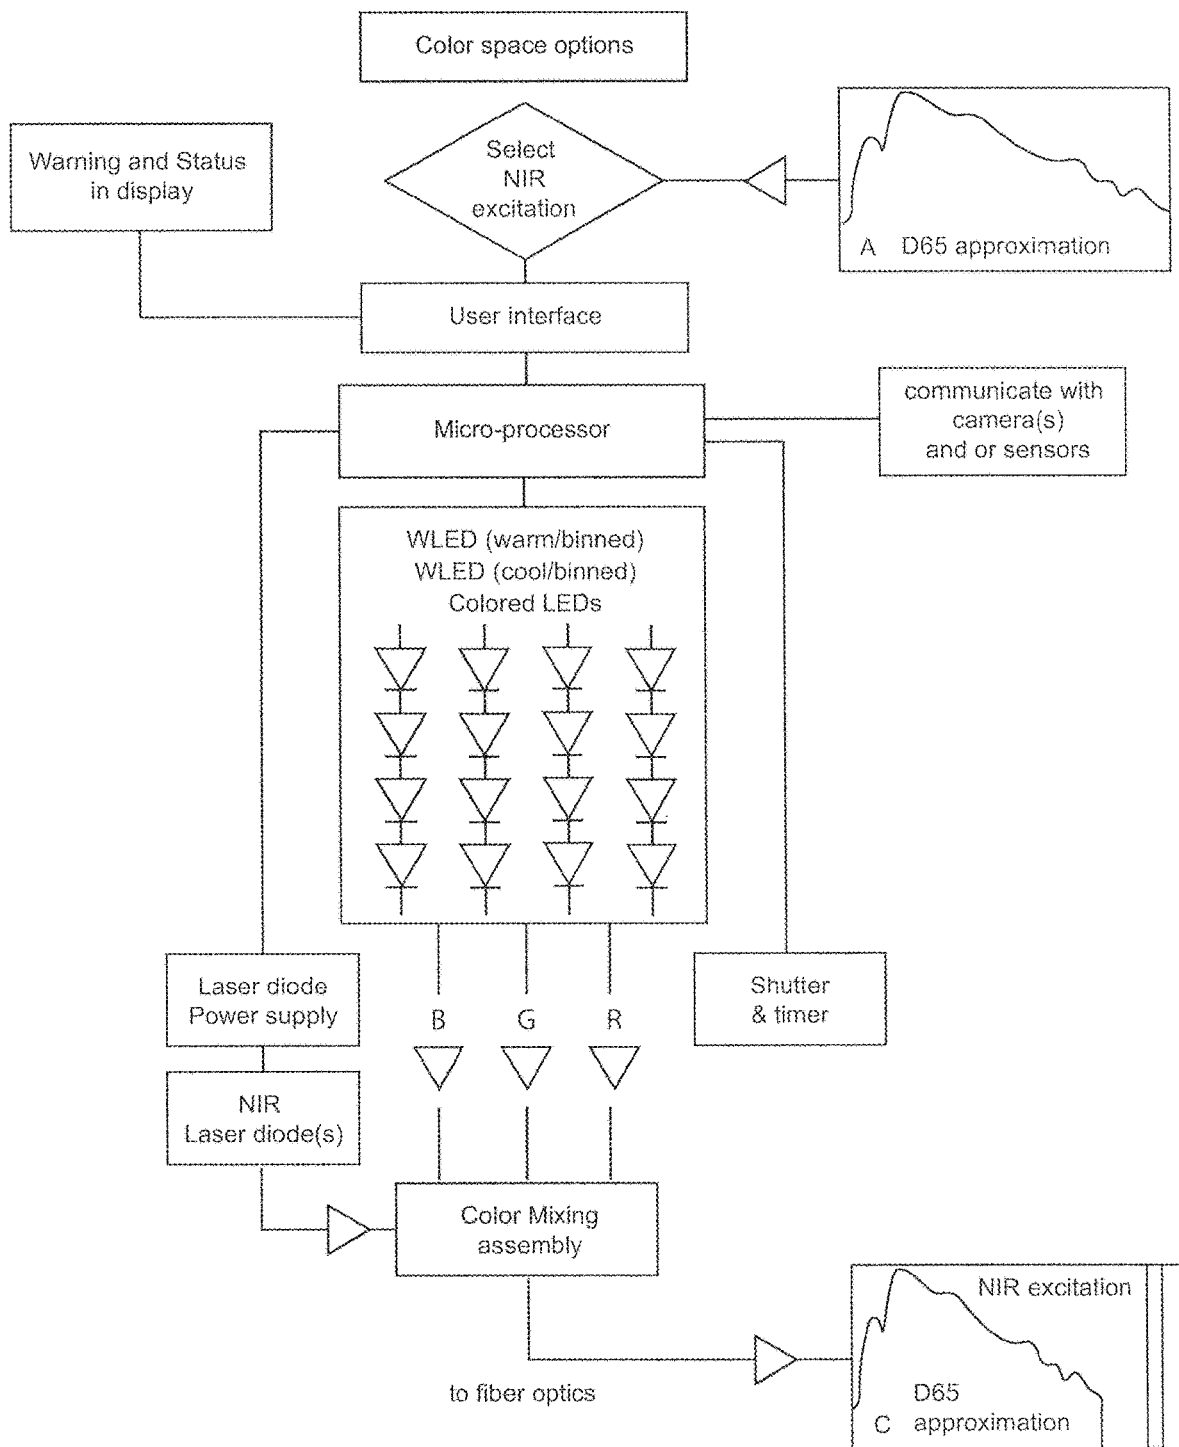 Color space options
Warning and Status
in display
Select
NIR
excitation
A D65 approximation
User interface
Micro-processor
communicate with
camera(s)
and or sensors
WLED (warm/binned)
WLED (cool/binned)
Colored LEDs
Laser diode
Power supply
B G R
Shutter
& timer
NIR
Laser diode(s)
Color Mixing
assembly
NIR excitation
to fiber optics
D65
C approximation